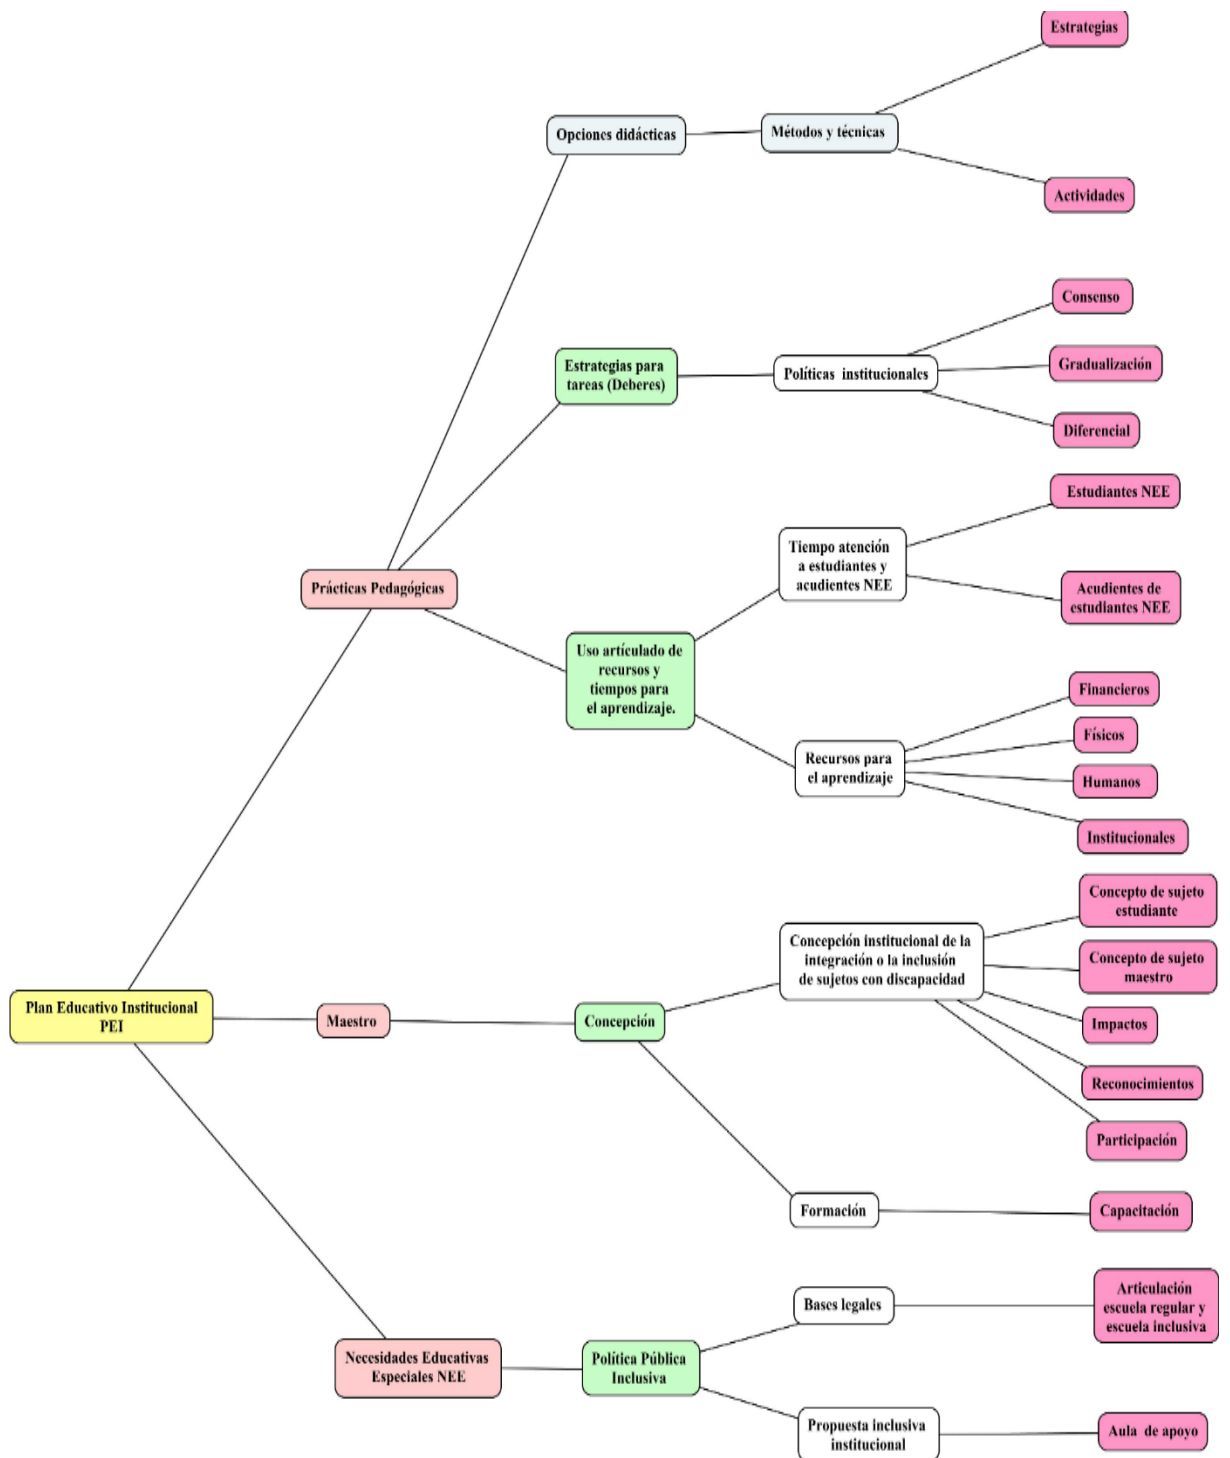 Estrategias
Opciones didácticas
Métodos y técnicas
Actividades
Consenso
Estrategias para
tareas (Deberes)
Políticas institucionales
Gradualización
Diferencial
Estudiantes NEE
Tiempo atención
a estudiantes y
acudientes NEE
Acudientes de
estudiantes NEE
Prácticas Pedagógicas
Uso artículado de
recursos y
tiempos para
el aprendizaje.
Financieros
Físicos
Recursos para
el aprendizaje
Humanos
Institucionales
Concepto de sujeto
estudiante
Concepción institucional de la
integración o la inclusión
de sujetos con discapacidad
Concepto de sujeto
maestro
Plan Educativo Institucional
PEI
Maestro
Concepción
Impactos
Reconocimientos
Participación
Formación
Capacitación
Bases legales
Articulación
escuela regular y
escuela inclusiva
Necesidades Educativas
Especiales NEE
Política Pública
Inclusiva
Propuesta inclusiva
institucional
Aula de apoyo